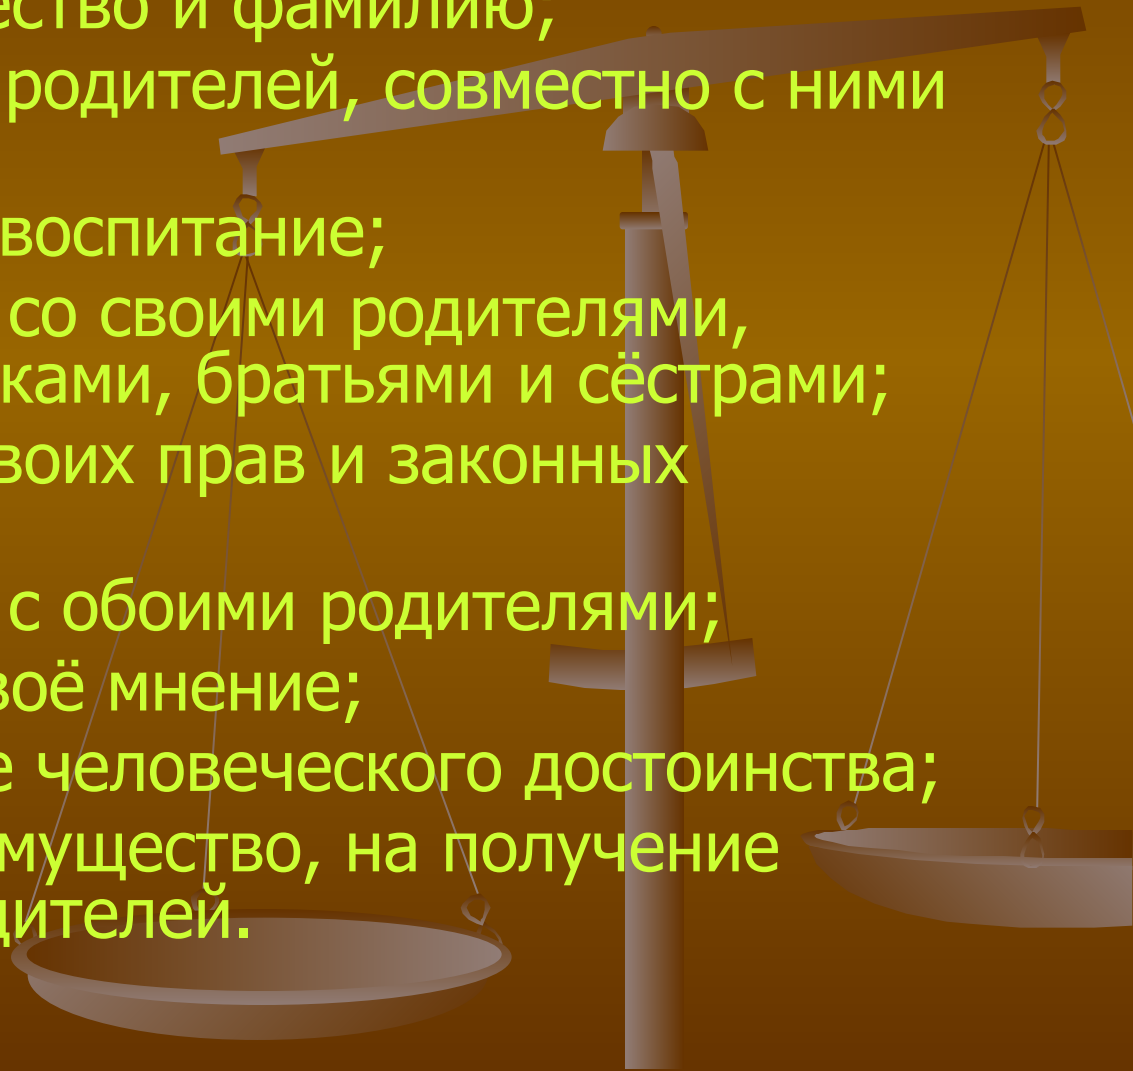 ество и фамилию;
родителей, совместно с ними
воспитание;
со своими родителями,
ками, братьями и сёстрами;
воих прав и законных
с обоими родителями;
воё мнение;
е человеческого достоинства;
мущество, на получение
дителей.